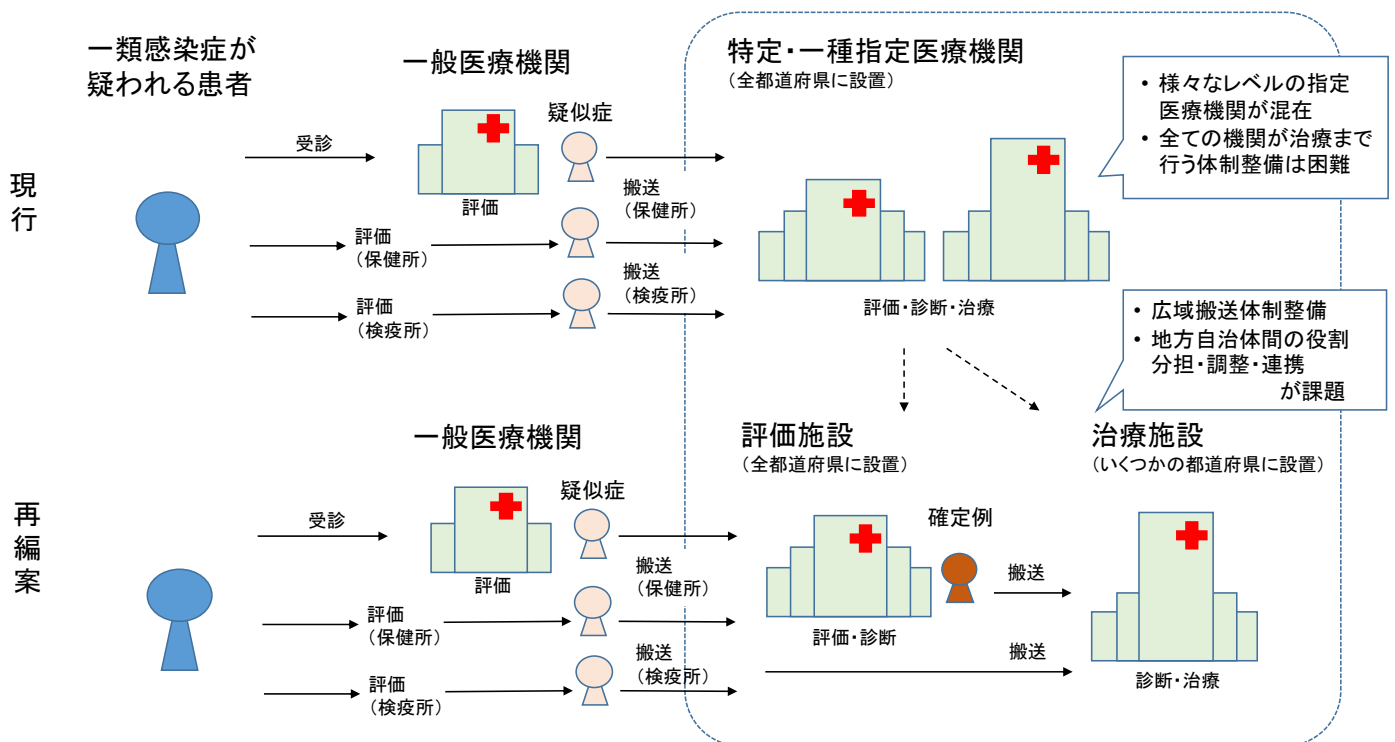 一類感染症が
疑われる患者
一般医療機関
特定・一種指定医療機関
（全都道府県に設置）
・様々なレベルの指定
医療機関が混在
・全ての機関が治療まで
行う体制整備は困難
現
行
受診
評価
疑似症
搬送
（保健所）
評価
（保健所）
搬送
（検疫所）
評価
（検疫所）
評価・診断・治療
・広域搬送体制整備
・地方自治体間の役割
分担・調整・連携
が課題
再
編
案
一般医療機関
評価施設
（全都道府県に設置）
治療施設
（いくつかの都道府県に設置）
受診
評価
疑似症
搬送
（保健所）
評価
（保健所）
搬送
（検疫所）
評価
（検疫所）
確定例
搬送
評価・診断
搬送
診断・治療